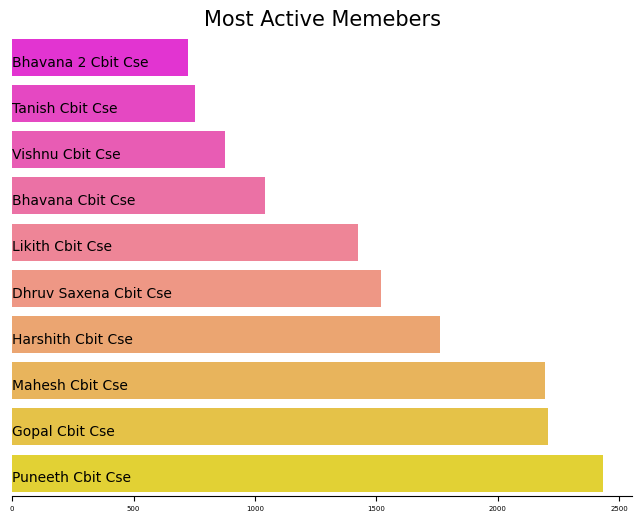 Most Active Memebers
Bhavana 2 Cbit Cse
Tanish Cbit Cse
Vishnu Cbit Cse
Bhavana Cbit Cse
Likith Cbit Cse
Dhruv Saxena Cbit Cse
Harshith Cbit Cse
Mahesh Cbit Cse
Gopal Cbit Cse
Puneeth Cbit Cse
0 500 1000 1500 2000 2500